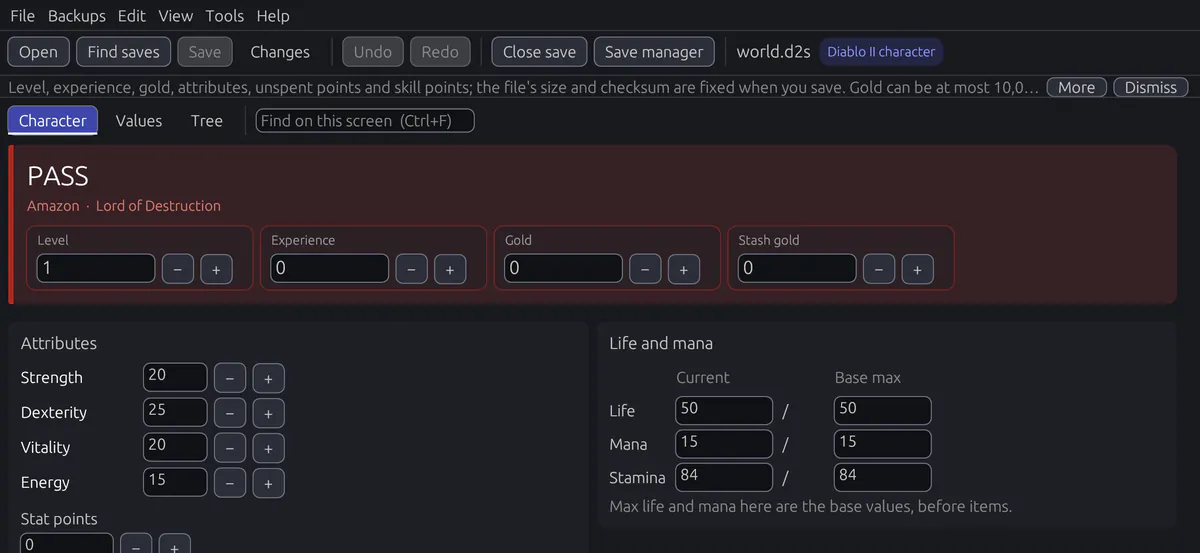 File Backups Edit View Tools Help
Open Find saves Save Changes Undo Redo Close save Save manager world.d2s Diablo II character
Level, experience, gold, attributes, unspent points and skill points; the file's size and checksum are fixed when you save. Gold can be at most 10,0... More Dismiss
Character Values Tree Find on this screen (Ctrl+F)
PASS
Amazon · Lord of Destruction
Level Experience Gold Stash gold
1 − + 0 − + 0 − + 0 − +
Attributes
Strength 20 − +
Dexterity 25 − +
Vitality 20 − +
Energy 15 − +
Stat points
0 − +
Life and mana
Current Base max
Life 50 / 50
Mana 15 / 15
Stamina 84 / 84
Max life and mana here are the base values, before items.